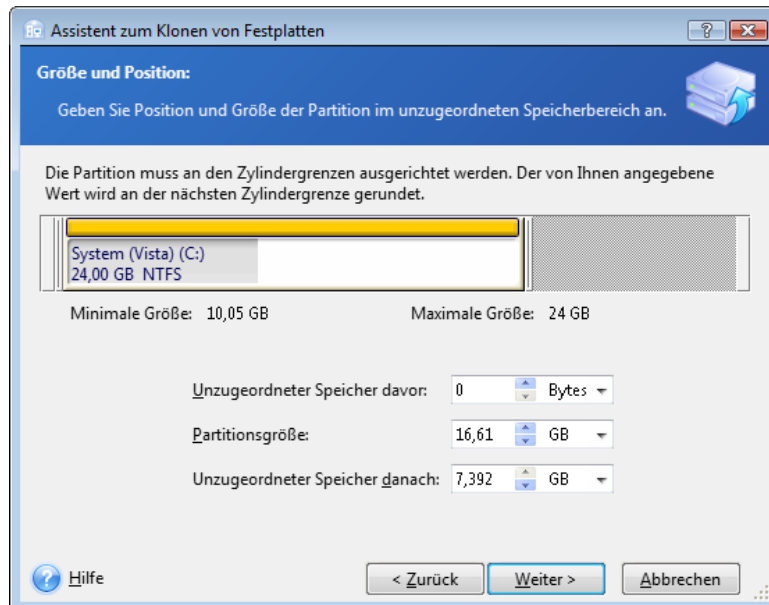 Assistent zum Klonen von Festplatten
Größe und Position:
Geben Sie Position und Größe der Partition im unzugeordneten Speicherbereich an.
Die Partition muss an den Zylindergrenzen ausgerichtet werden. Der von Ihnen angegebene
Wert wird an der nächsten Zylindergrenze gerundet.
System (Vista) (C:)
24,00 GB NTFS
Minimale Größe: 10,05 GB Maximale Größe: 24 GB
Unzugeordneter Speicher davor: 0 Bytes
Partitionsgröße: 16,61 GB
Unzugeordneter Speicher danach: 7,392 GB
? Hilfe < Zurück Weiter > Abbrechen